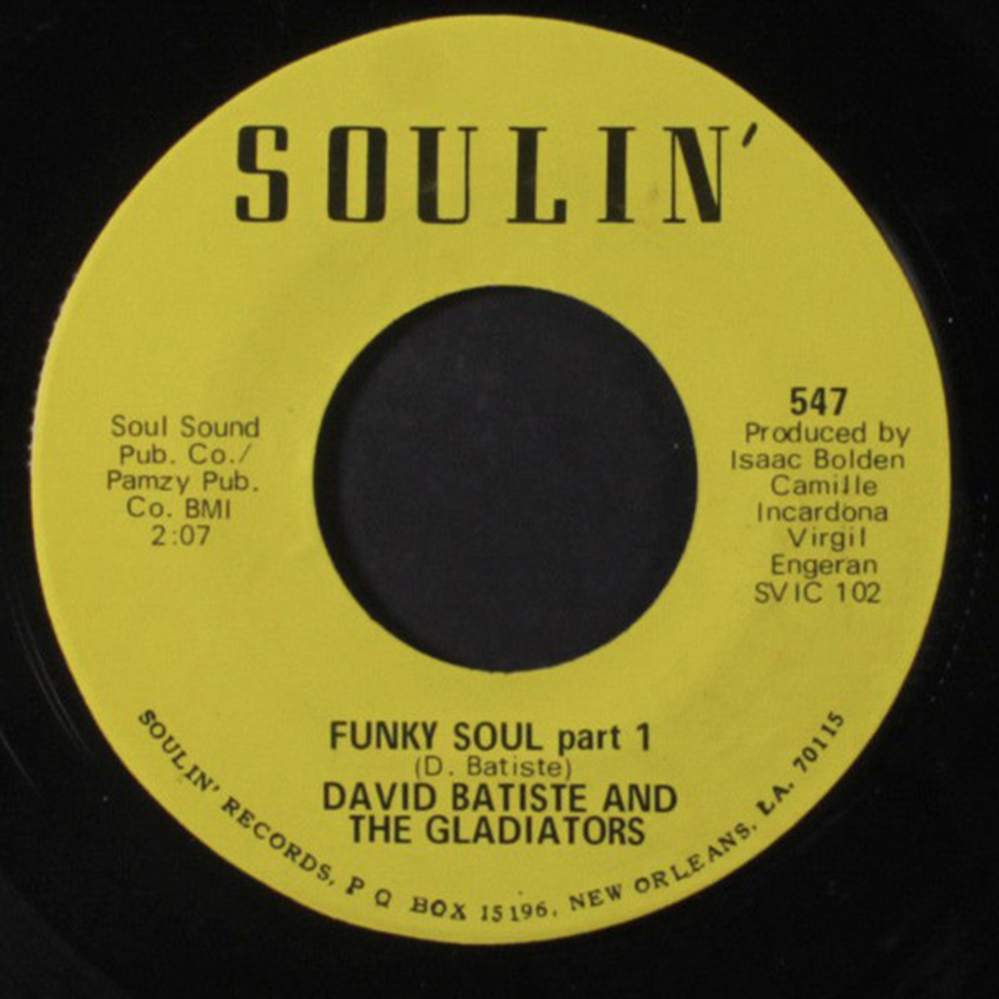 SOULIN'
Soul Sound
Pub. Co./
Pamzy Pub.
Co. BMI
2:07
547
Produced by
Isaac Bolden
Camille
Incardona
Virgil
Engeran
SVIC 102
FUNKY SOUL part 1
(D. Batiste)
DAVID BATISTE AND
THE GLADIATORS
SOULIN' RECORDS, P O BOX 15196, NEW ORLEANS, LA. 70115